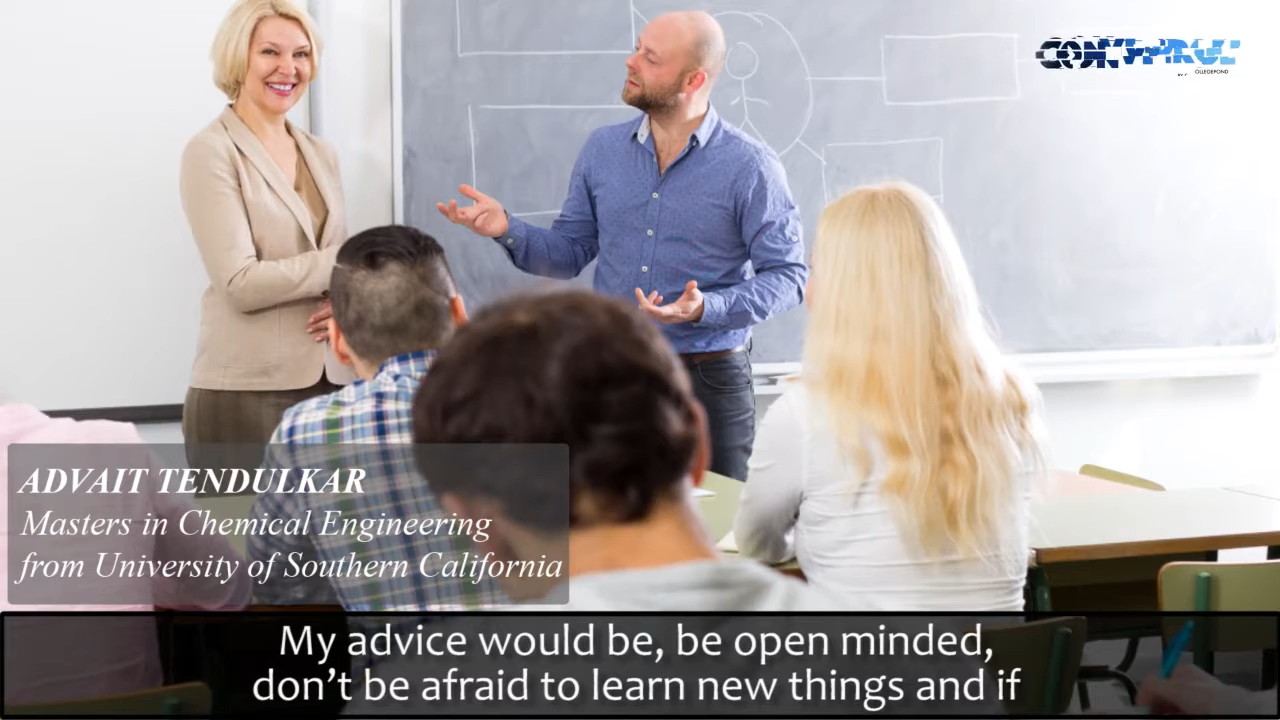 OLLEGEPOND
ADVAIT TENDULKAR
Masters in Chemical Engineering
from University of Southern California
My advice would be, be open minded,
don't be afraid to learn new things and if